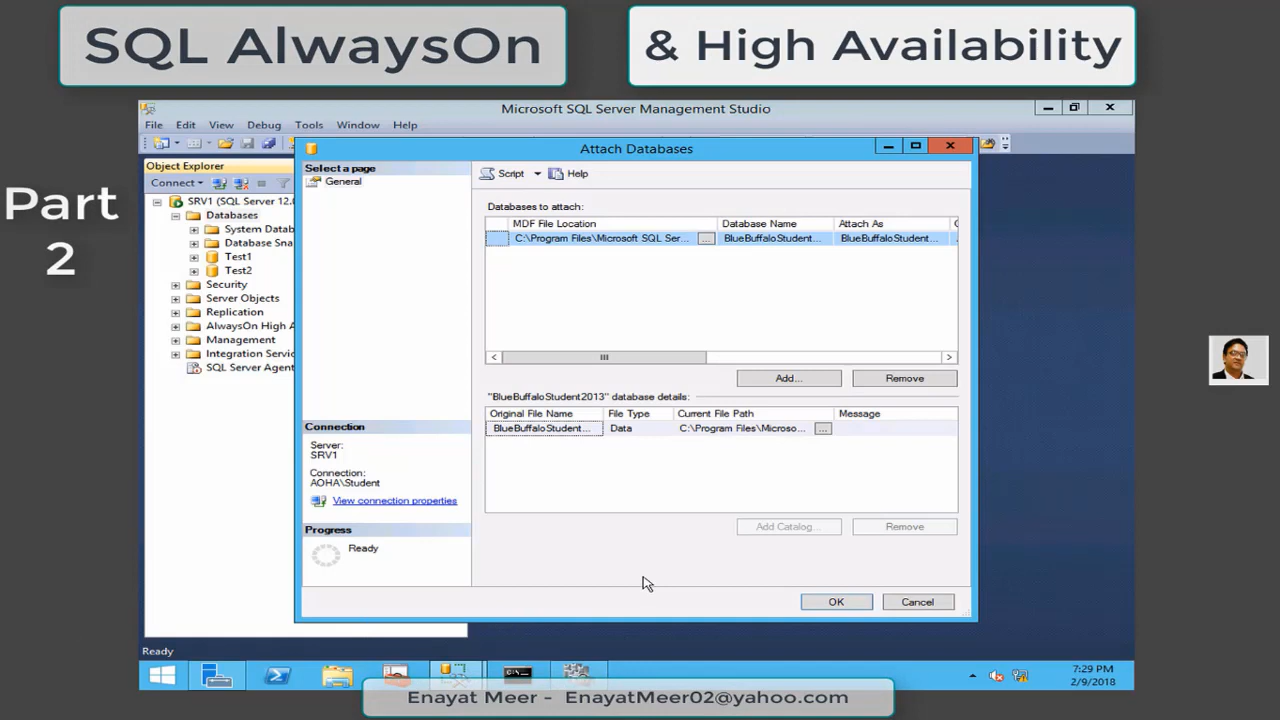 SQL AlwaysOn
& High Availability
Part
2
Microsoft SQL Server Management Studio
File Edit View Debug Tools Window Help
Attach Databases
Object Explorer
Connect
SRV1 (SQL Server 12.0
Databases
System Datab
Database Sna
Test1
Test2
Security
Server Objects
Replication
AlwaysOn High A
Management
Integration Servic
SQL Server Agent
Select a page
General
Script Help
Databases to attach:
MDF File Location Database Name Attach As
C:\Program Files\Microsoft SQL Ser... ... BlueBuffaloStudent... BlueBuffaloStudent...
Add... Remove
"BlueBuffaloStudent2013" database details:
Original File Name File Type Current File Path Message
BlueBuffaloStudent... Data C:\Program Files\Microso... ...
Add Catalog... Remove
Connection
Server:
SRV1
Connection:
AOHA\Student
View connection properties
Progress
Ready
OK Cancel
Ready
7:29 PM
2/9/2018
Enayat Meer - EnayatMeer02@yahoo.com